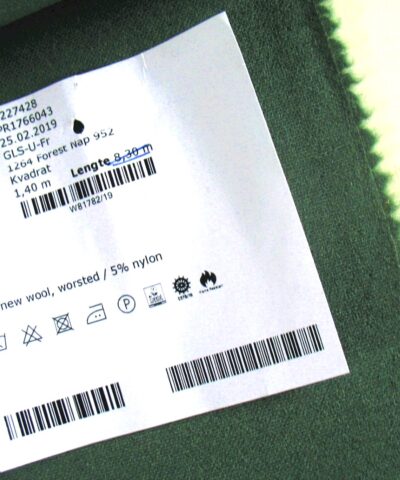 227428
PR1766043
25.02.2019
GLS-U-Fr
1264 Forest Nap 952
Kvadrat
1,40 m Lengte 8,30 m
W81782/19
new wool, worsted / 5% nylon
P